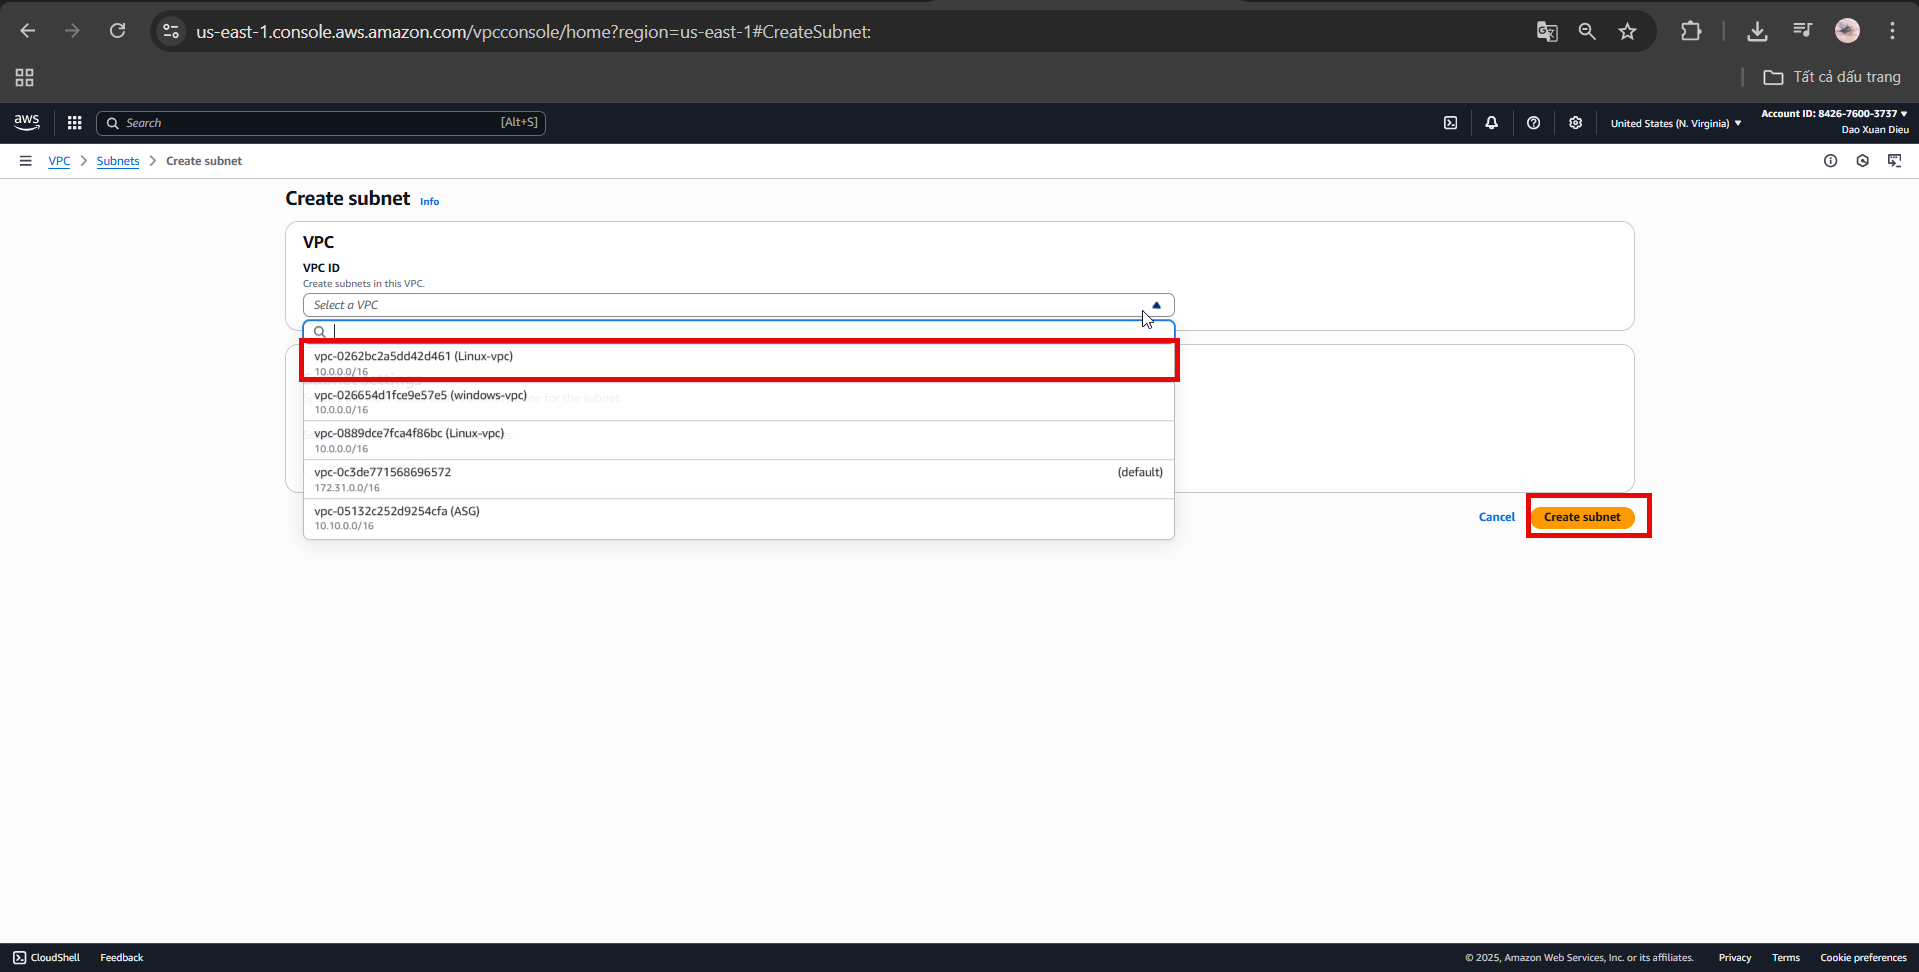 us-east-1.console.aws.amazon.com/vpcconsole/home?region=us-east-1#CreateSubnet:
Tất cả dấu trang
aws
Search
[Alt+S]
United States (N. Virginia)
Account ID: 8426-7600-3737
Dao Xuan Dieu
VPC
Subnets
Create subnet
Create subnet
Info
VPC
VPC ID
Create subnets in this VPC.
Select a VPC
vpc-0262bc2a5dd42d461 (Linux-vpc)
10.0.0.0/16
vpc-026654d1fce9e57e5 (windows-vpc)
for the subnet.
10.0.0.0/16
vpc-0889dce7fca4f86bc (Linux-vpc)
10.0.0.0/16
vpc-0c3de771568696572
(default)
172.31.0.0/16
vpc-05132c252d9254cfa (ASG)
10.10.0.0/16
Cancel
Create subnet
CloudShell
Feedback
© 2025, Amazon Web Services, Inc. or its affiliates.
Privacy
Terms
Cookie preferences